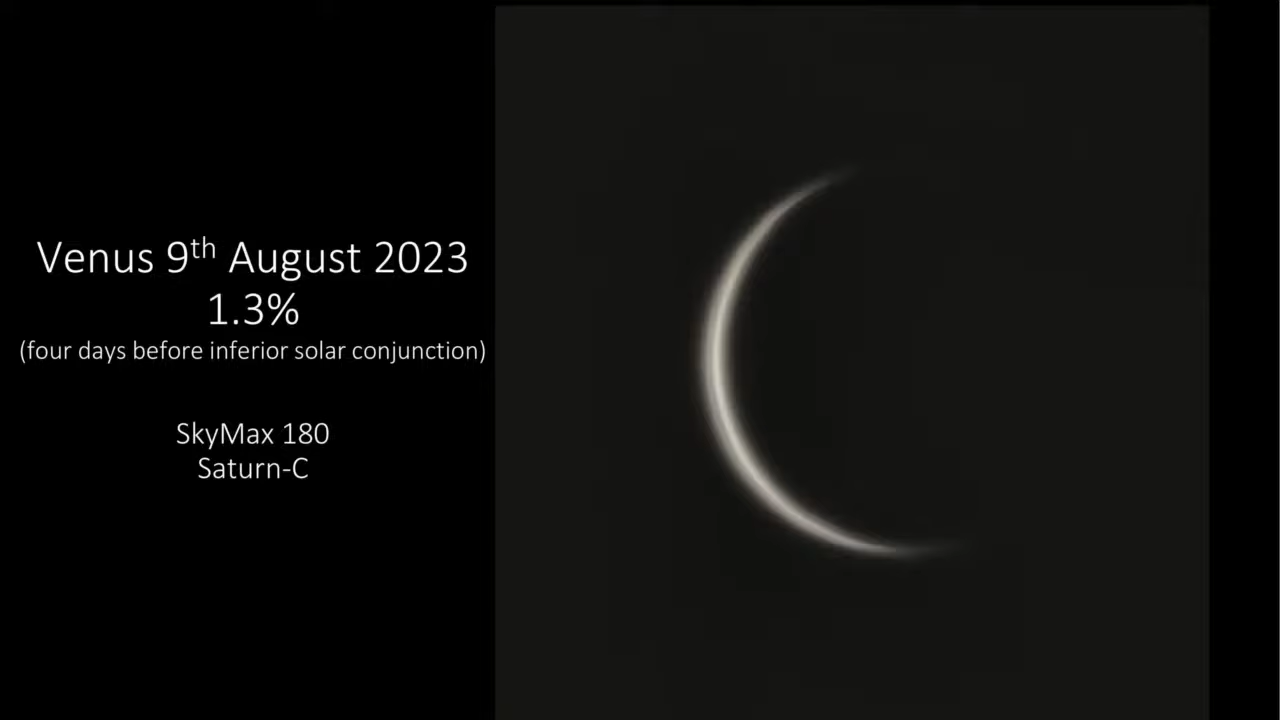 Venus 9th August 2023
1.3%
(four days before inferior solar conjunction)
SkyMax 180
Saturn-C